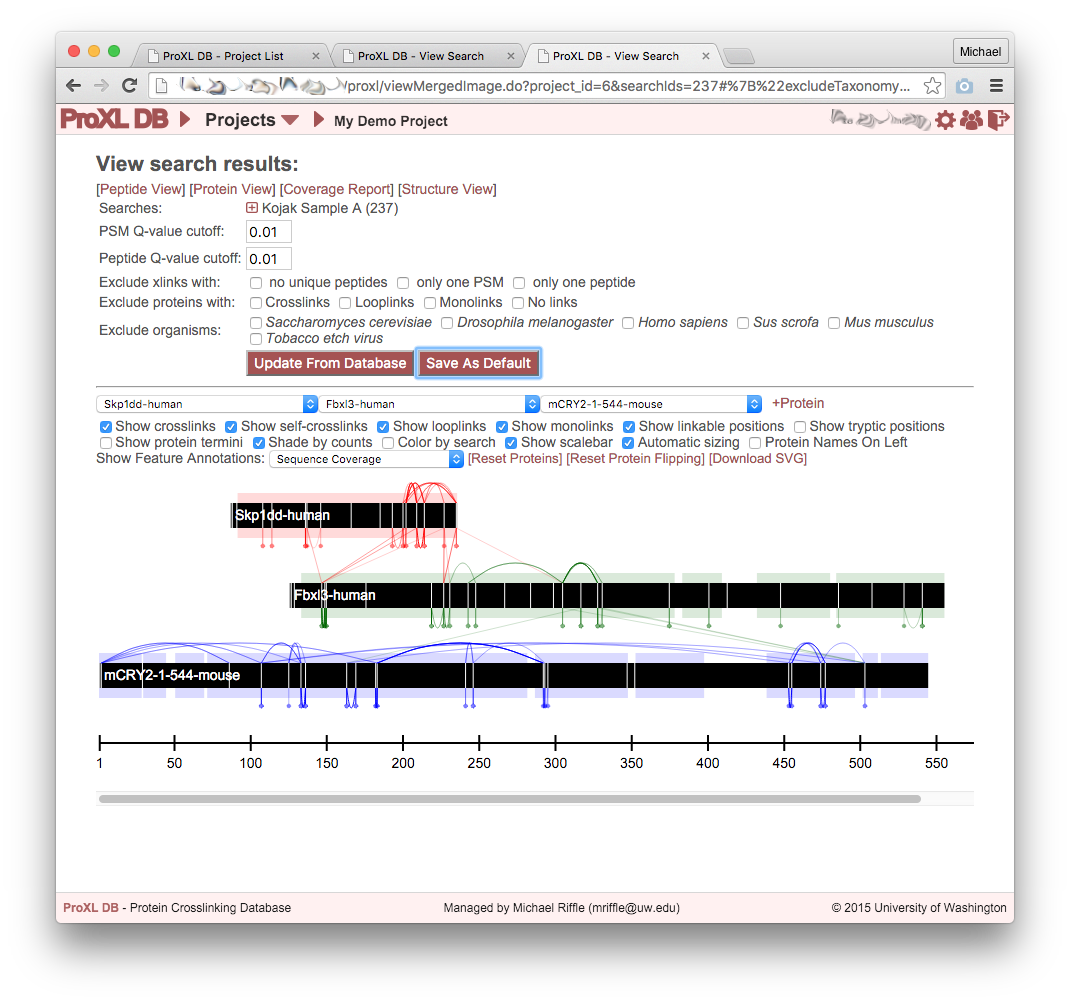 ProXL DB - Project List
ProXL DB - View Search
ProXL DB - View Search
Michael
/proxl/viewMergedImage.do?project_id=6&searchIds=237#%7B%22excludeTaxonomy...
ProXL DB Projects My Demo Project
View search results:
[Peptide View] [Protein View] [Coverage Report] [Structure View]
Searches: Kojak Sample A (237)
PSM Q-value cutoff: 0.01
Peptide Q-value cutoff: 0.01
Exclude xlinks with: no unique peptides only one PSM only one peptide
Exclude proteins with: Crosslinks Looplinks Monolinks No links
Exclude organisms: Saccharomyces cerevisiae Drosophila melanogaster Homo sapiens Sus scrofa Mus musculus
Tobacco etch virus
Update From Database Save As Default
Skp1dd-human Fbxl3-human mCRY2-1-544-mouse +Protein
Show crosslinks Show self-crosslinks Show looplinks Show monolinks Show linkable positions Show tryptic positions
Show protein termini Shade by counts Color by search Show scalebar Automatic sizing Protein Names On Left
Show Feature Annotations: Sequence Coverage [Reset Proteins] [Reset Protein Flipping] [Download SVG]
Skp1dd-human
Fbxl3-human
mCRY2-1-544-mouse
1 50 100 150 200 250 300 350 400 450 500 550
ProXL DB - Protein Crosslinking Database Managed by Michael Riffle (mriffle@uw.edu) © 2015 University of Washington